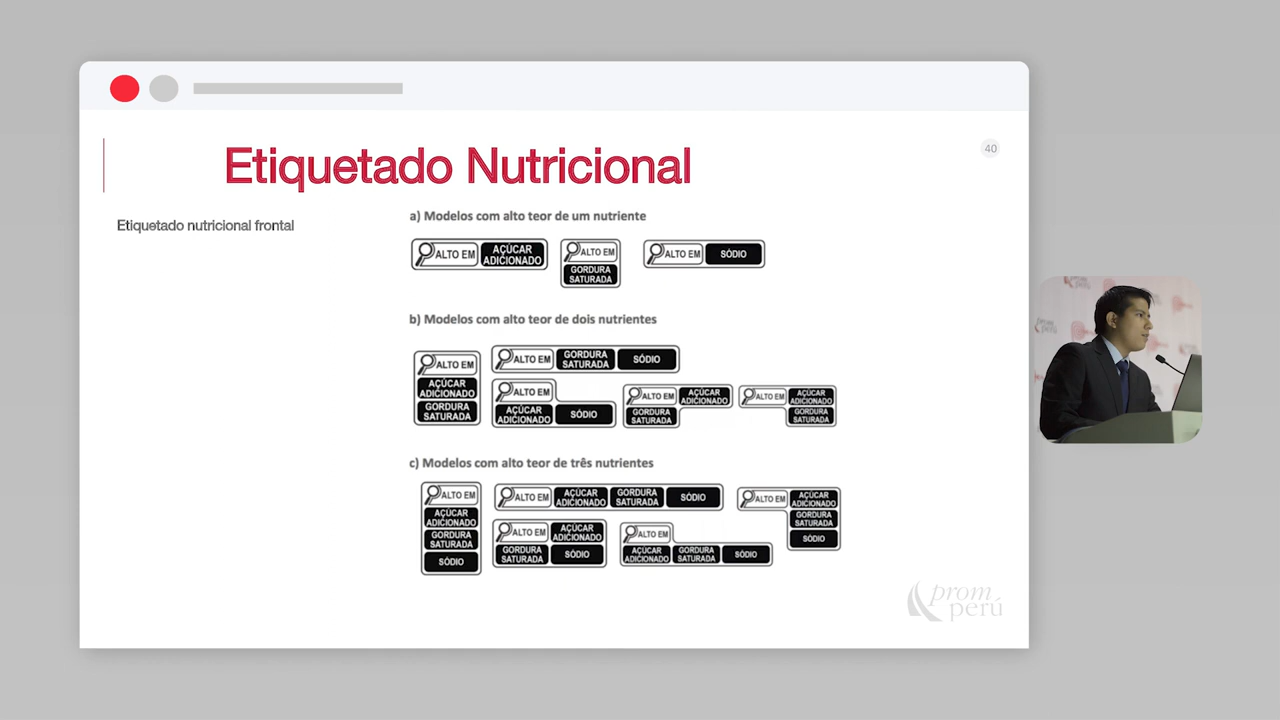 Etiquetado Nutricional
40
Etiquetado nutricional frontal
a) Modelos com alto teor de um nutriente
ALTO EM AÇÚCAR ADICIONADO
ALTO EM GORDURA SATURADA
ALTO EM SÓDIO
b) Modelos com alto teor de dois nutrientes
ALTO EM AÇÚCAR ADICIONADO GORDURA SATURADA
ALTO EM GORDURA SATURADA SÓDIO
ALTO EM AÇÚCAR ADICIONADO SÓDIO
ALTO EM AÇÚCAR ADICIONADO GORDURA SATURADA
ALTO EM AÇÚCAR ADICIONADO GORDURA SATURADA
c) Modelos com alto teor de três nutrientes
ALTO EM AÇÚCAR ADICIONADO GORDURA SATURADA SÓDIO
ALTO EM AÇÚCAR ADICIONADO GORDURA SATURADA SÓDIO
ALTO EM AÇÚCAR ADICIONADO GORDURA SATURADA SÓDIO
ALTO EM AÇÚCAR ADICIONADO GORDURA SATURADA SÓDIO
ALTO EM AÇÚCAR ADICIONADO GORDURA SATURADA SÓDIO
prom
perú